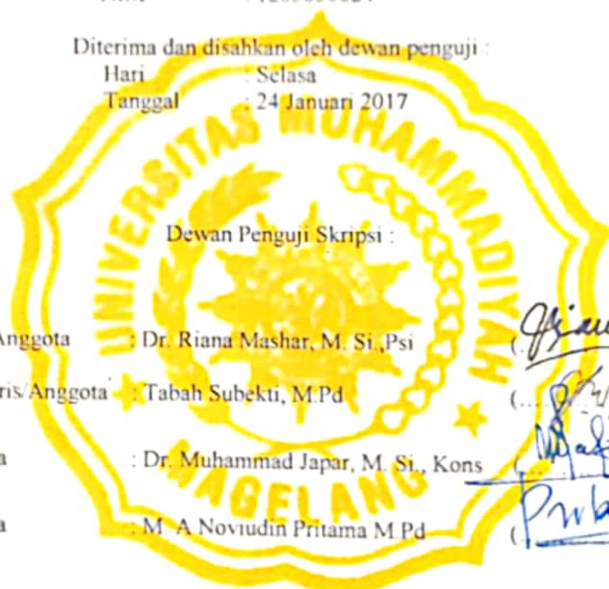 Diterima dan disahkan oleh dewan penguji :
Hari : Selasa
Tanggal : 24 Januari 2017
UNIVERSITAS MUHAMMADIYAH
MAGELANG
Dewan Penguji Skripsi :
Anggota : Dr. Riana Mashar, M. Si.,Psi (
ris/Anggota : Tabah Subekti, M.Pd (....
a : Dr. Muhammad Japar, M. Si., Kons (
a : M. A Noviudin Pritama M.Pd (